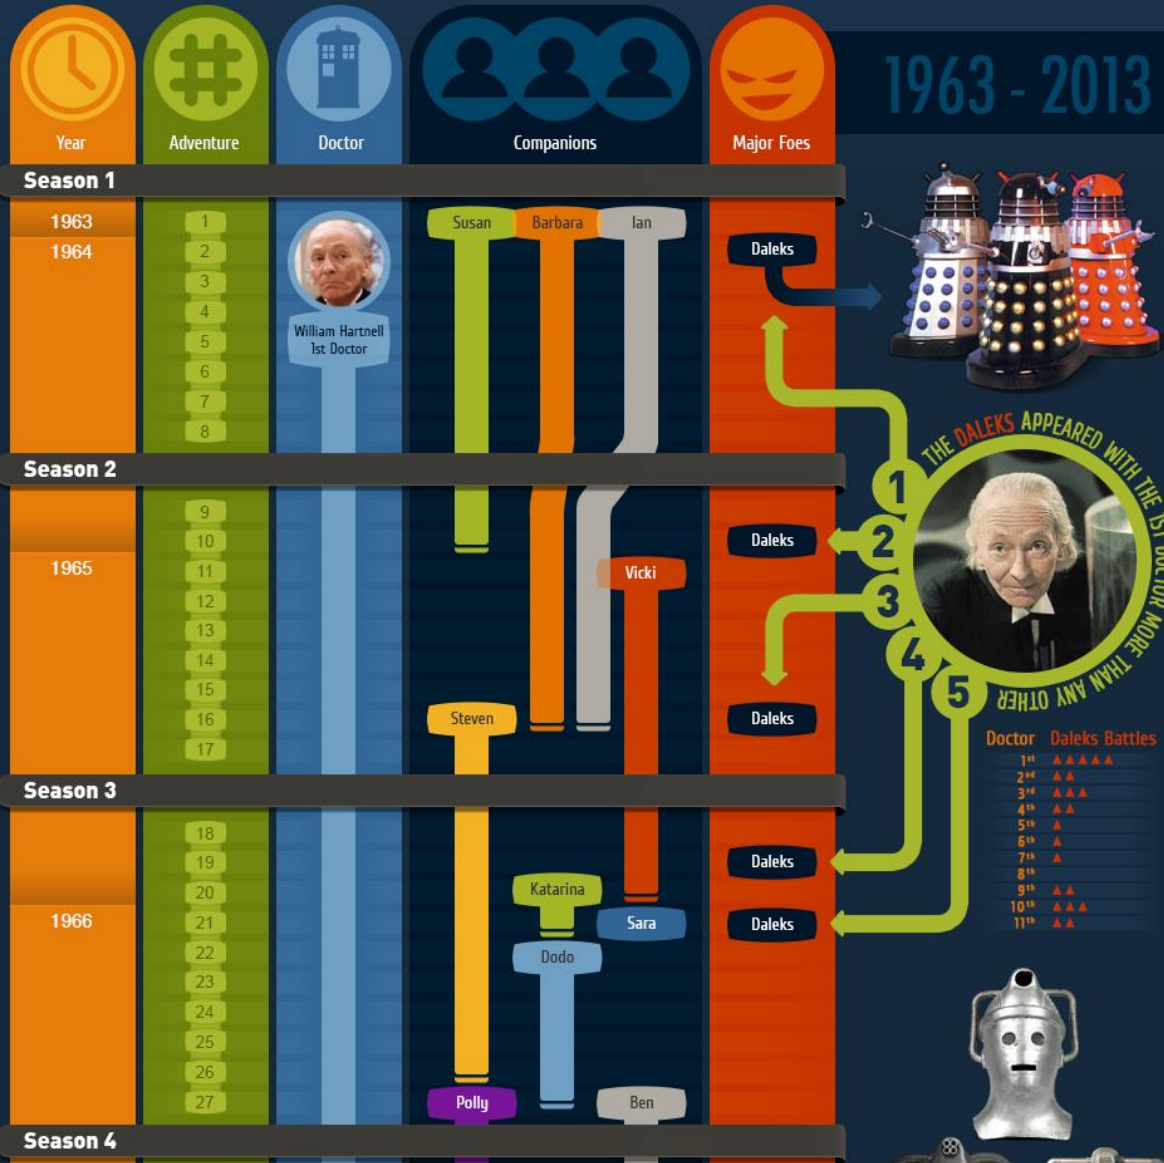 Year
Adventure
Doctor
Companions
Major Foes
1963 - 2013
Season 1
1963
1
Susan
Barbara
Ian
1964
2
Daleks
3
4
William Hartnell
1st Doctor
5
6
7
8
THE DALEKS APPEARED WITH THE 1ST DOCTOR MORE THAN ANY OTHER
1
2
3
4
5
Season 2
9
10
Daleks
1965
11
Vicki
12
13
14
15
16
Steven
Daleks
17
Doctor Daleks Battles
1st
2nd
3rd
4th
5th
6th
7th
8th
9th
10th
11th
Season 3
18
19
Daleks
20
Katarina
1966
21
Sara
Daleks
22
Dodo
23
24
25
26
27
Polly
Ben
Season 4